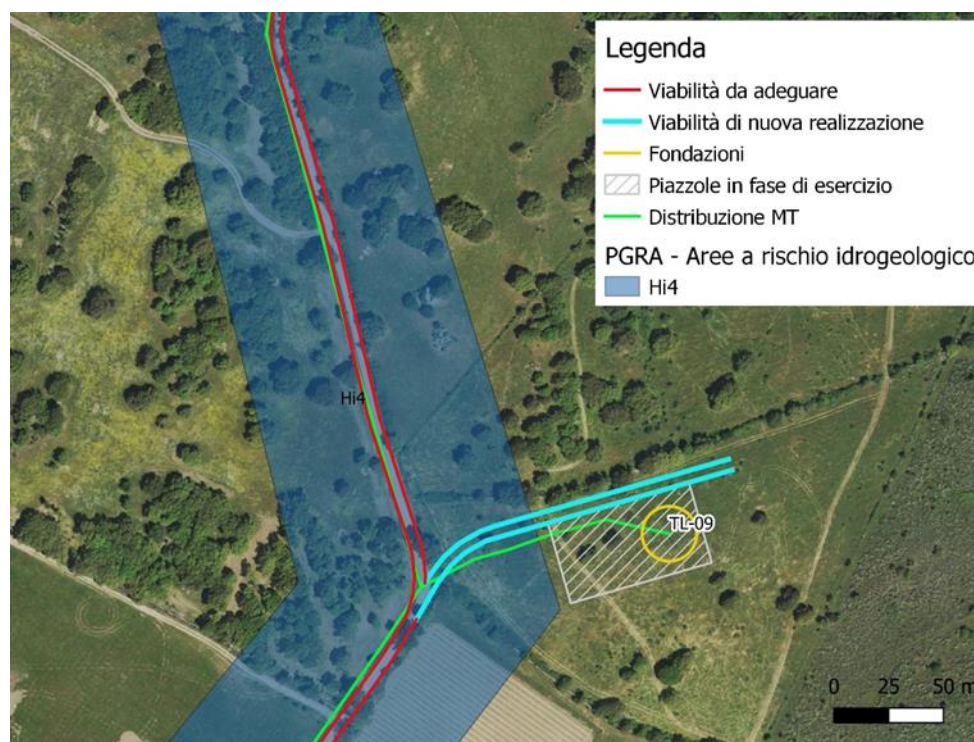 Legenda
Viabilità da adeguare
Viabilità di nuova realizzazione
Fondazioni
Piazzole in fase di esercizio
Distribuzione MT
PGRA - Aree a rischio idrogeologico
Hi4
Hi4
TL-09
0 25 50 m